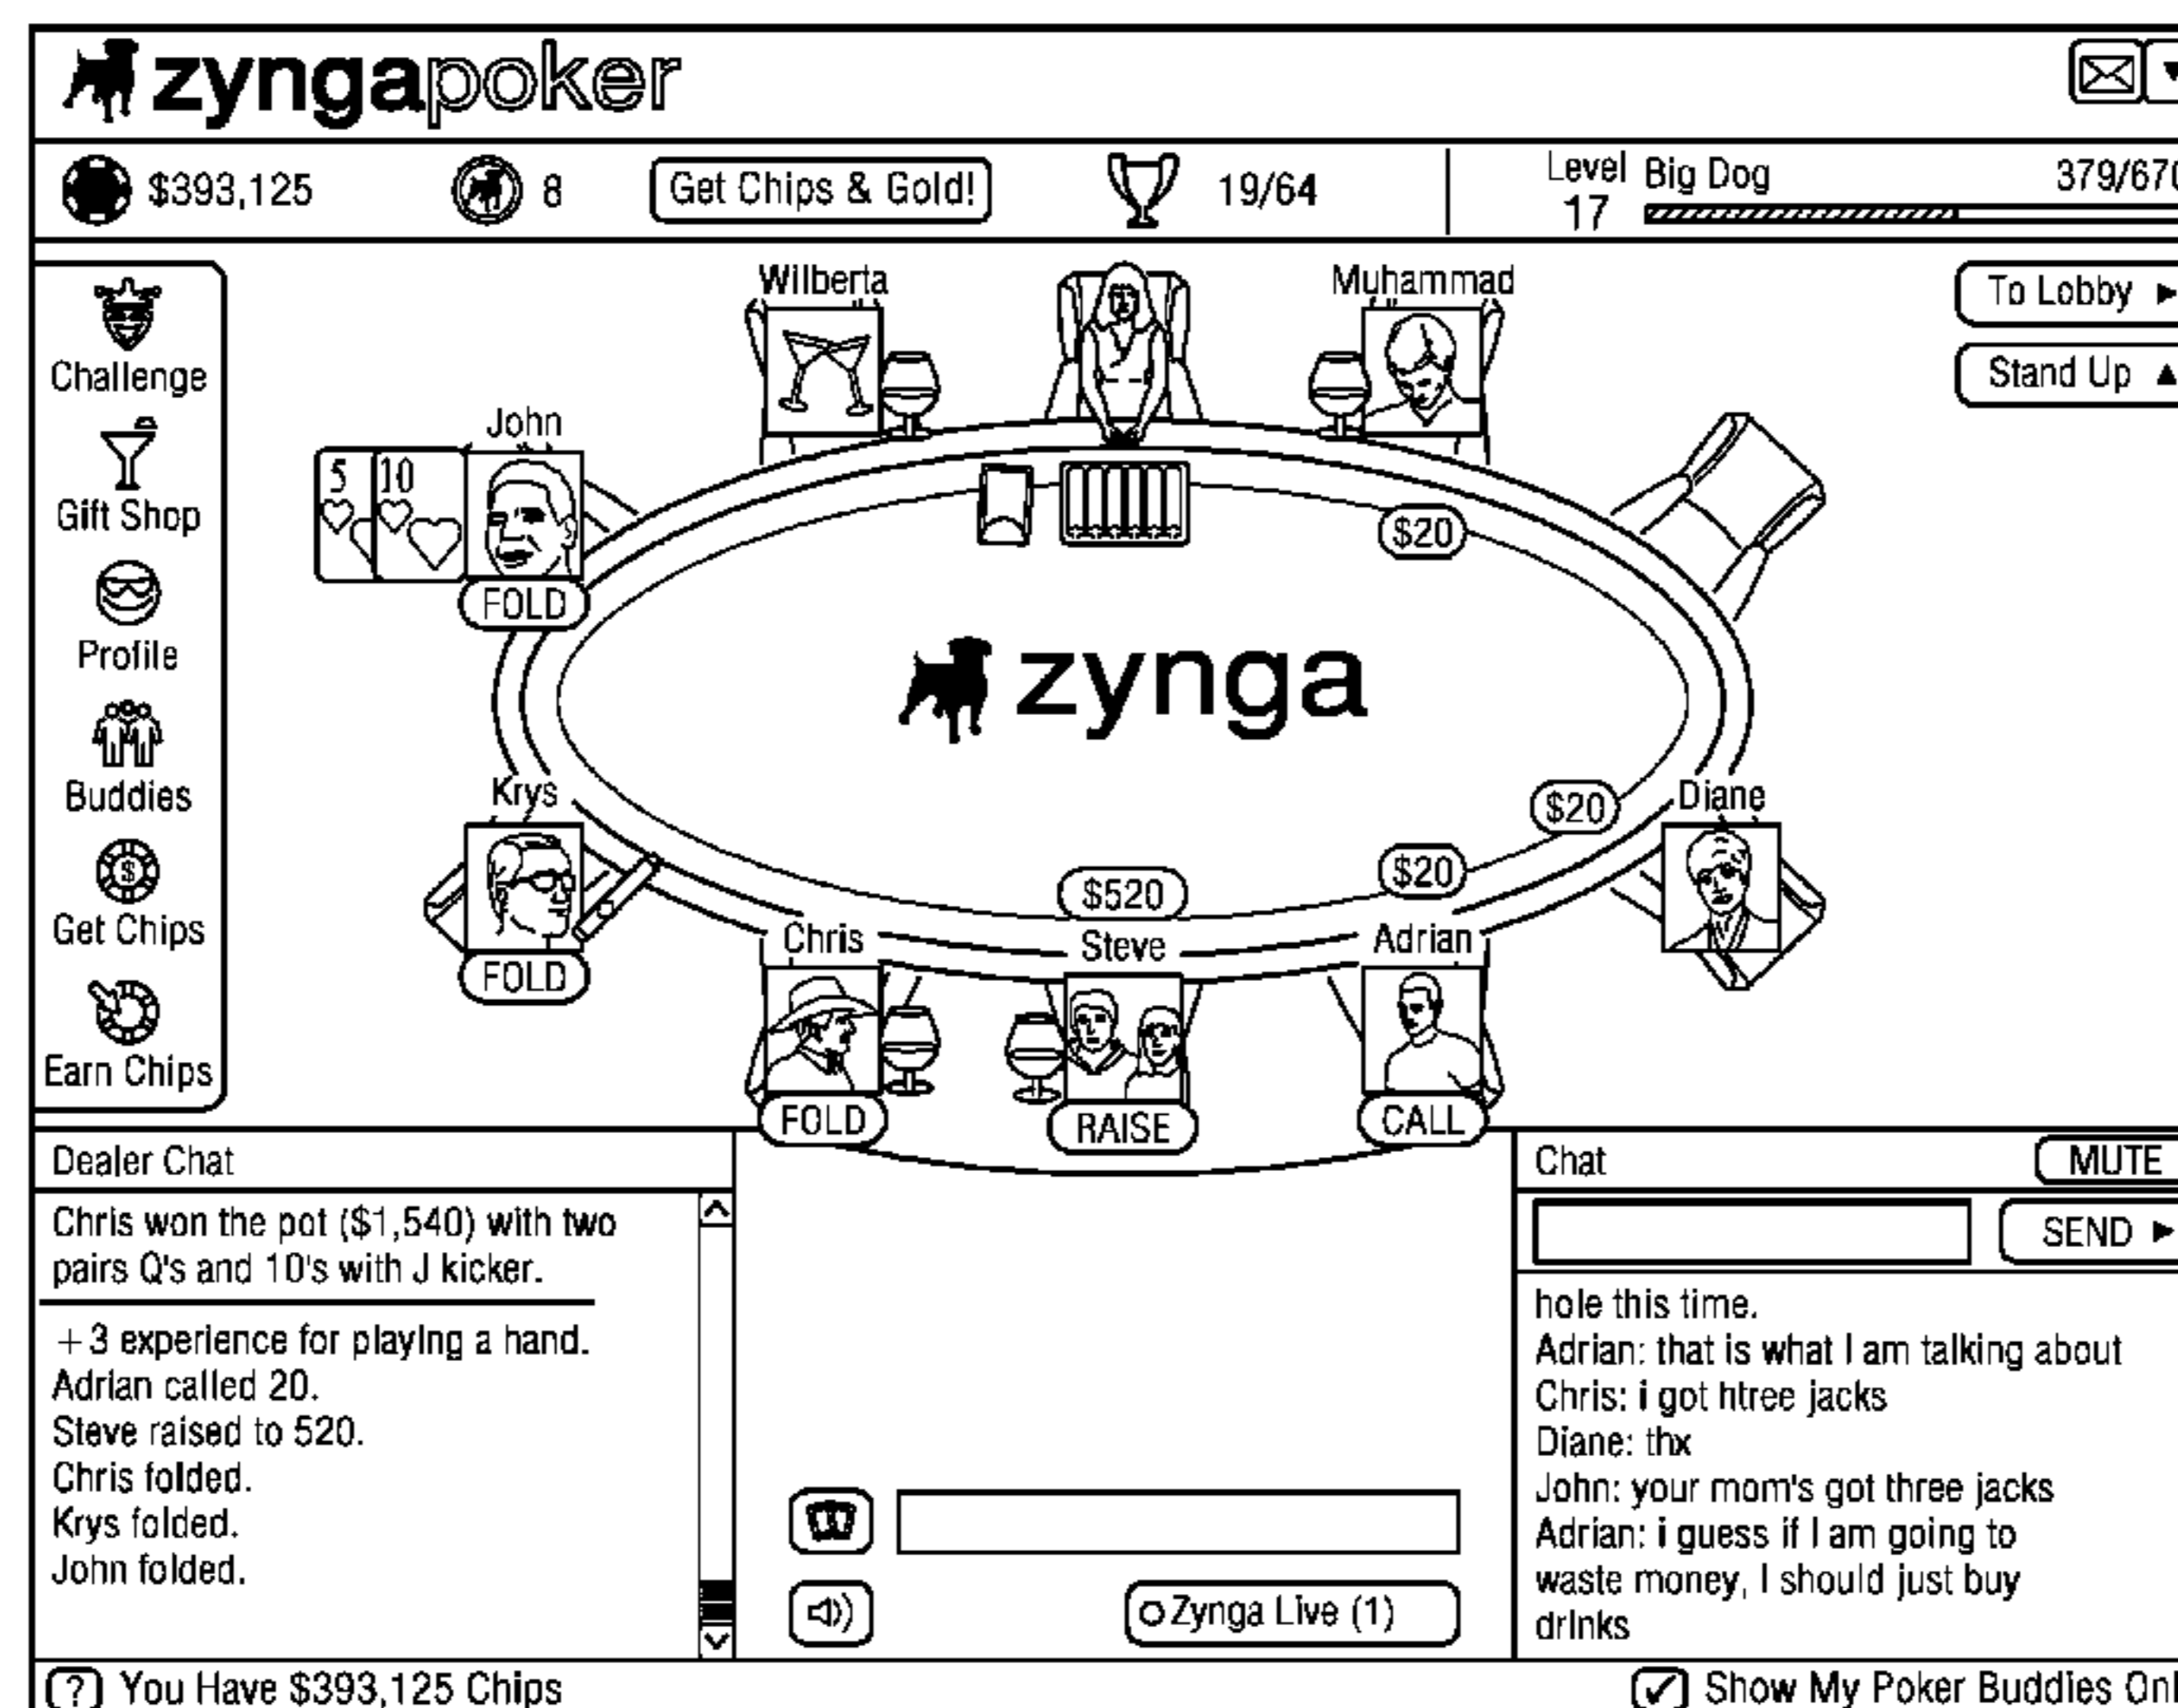 zyngapoker
$393,125 8 Get Chips & Gold! 19/64 Level 17 Big Dog 379/670
Challenge
Gift Shop
Profile
Buddies
Get Chips
Earn Chips
To Lobby
Stand Up
Wilberta
Muhammad
John
5 10
FOLD
$20
zynga
Krys
FOLD
$20
Diane
$520
$20
Chris
Steve
Adrian
FOLD
RAISE
CALL
Dealer Chat
Chris won the pot ($1,540) with two
pairs Q's and 10's with J kicker.
+3 experience for playing a hand.
Adrian called 20.
Steve raised to 520.
Chris folded.
Krys folded.
John folded.
Zynga Live (1)
Chat
MUTE
SEND
hole this time.
Adrian: that is what I am talking about
Chris: i got htree jacks
Diane: thx
John: your mom's got three jacks
Adrian: i guess if I am going to
waste money, I should just buy
drinks
? You Have $393,125 Chips
Show My Poker Buddies